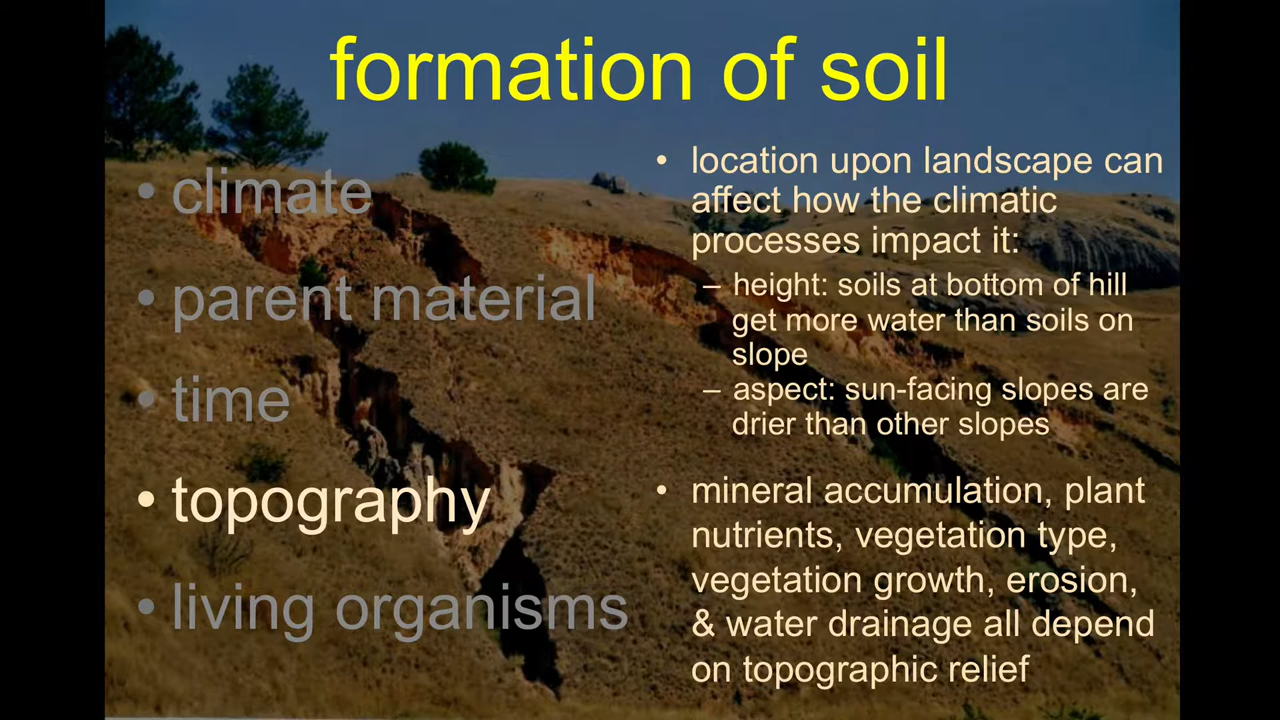 formation of soil
• climate
• parent material
• time
• topography
• living organisms
• location upon landscape can
affect how the climatic
processes impact it:
– height: soils at bottom of hill
get more water than soils on
slope
– aspect: sun-facing slopes are
drier than other slopes
• mineral accumulation, plant
nutrients, vegetation type,
vegetation growth, erosion,
& water drainage all depend
on topographic relief